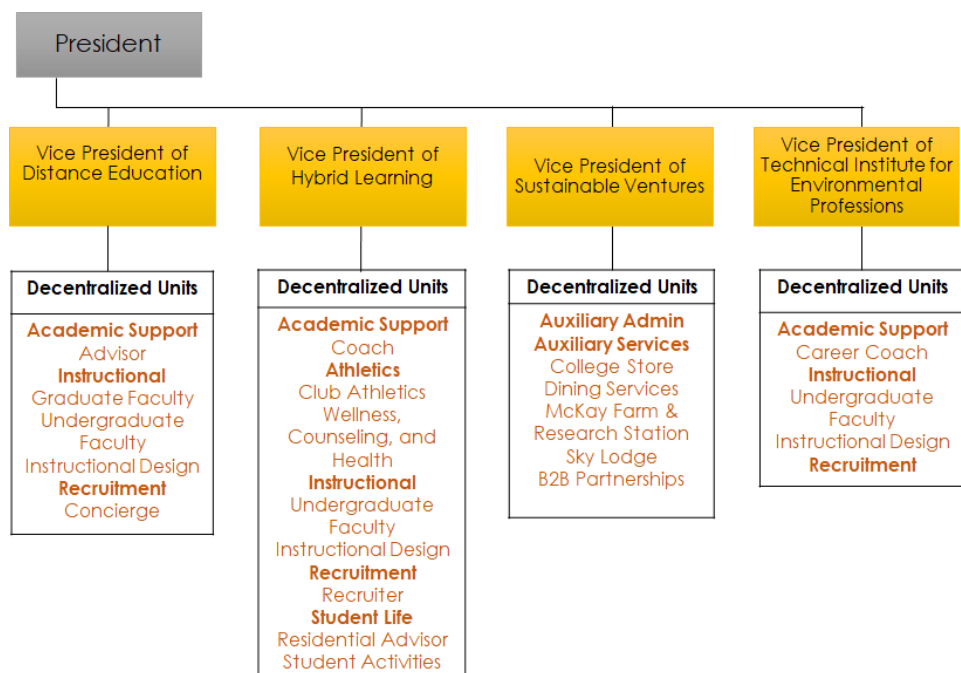 President
Vice President of
Distance Education
Vice President of
Hybrid Learning
Vice President of
Sustainable Ventures
Vice President of
Technical Institute for
Environmental
Professions
Decentralized Units
Academic Support
Advisor
Instructional
Graduate Faculty
Undergraduate
Faculty
Instructional Design
Recruitment
Concierge
Decentralized Units
Academic Support
Coach
Athletics
Club Athletics
Wellness,
Counseling, and
Health
Instructional
Undergraduate
Faculty
Instructional Design
Recruitment
Recruiter
Student Life
Residential Advisor
Student Activities
Decentralized Units
Auxiliary Admin
Auxiliary Services
College Store
Dining Services
McKay Farm &
Research Station
Sky Lodge
B2B Partnerships
Decentralized Units
Academic Support
Career Coach
Instructional
Undergraduate
Faculty
Instructional Design
Recruitment